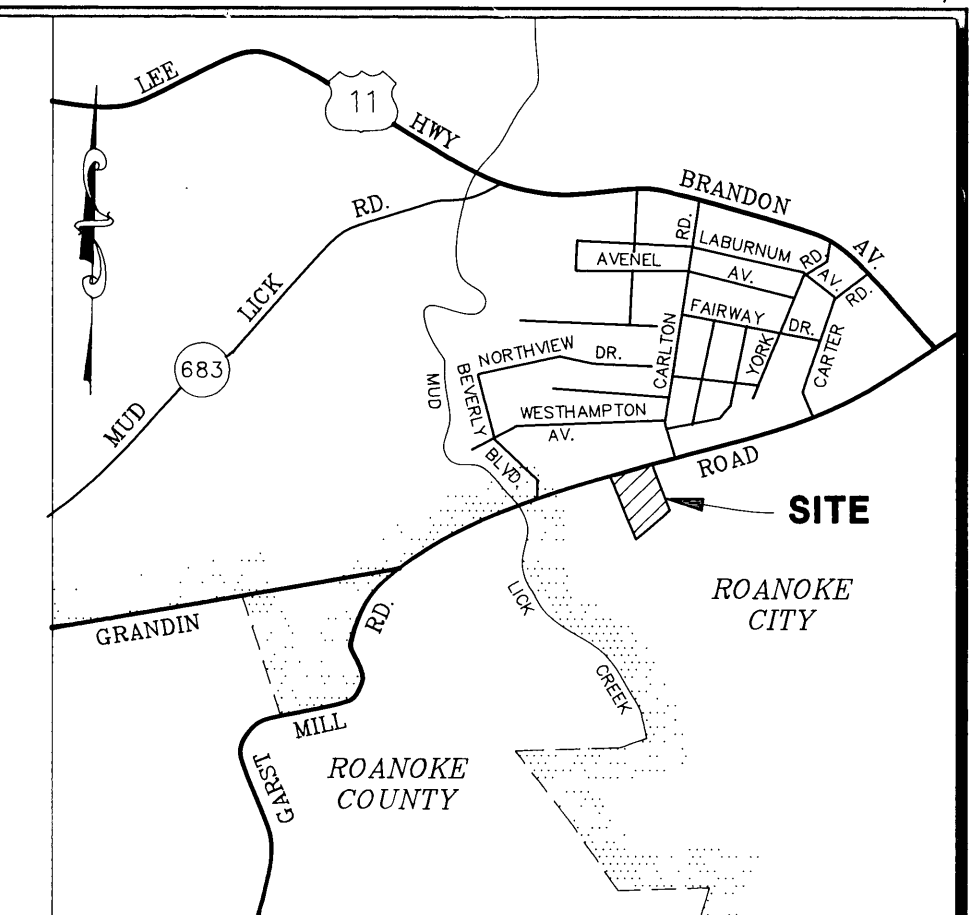 LEE
11
HWY
BRANDON
AV.
RD.
RD.
LABURNUM
RD.
AVENEL
AV.
AV.
RD.
LICK
FAIRWAY
DR.
NORTHVIEW
DR.
683
CARLTON
YORK
CARTER
BEVERLY
MUD
WESTHAMPTON
AV.
MUD
BLVD.
ROAD
SITE
LICK
ROANOKE
CITY
GRANDIN
RD.
CREEK
MILL
GARST
ROANOKE
COUNTY